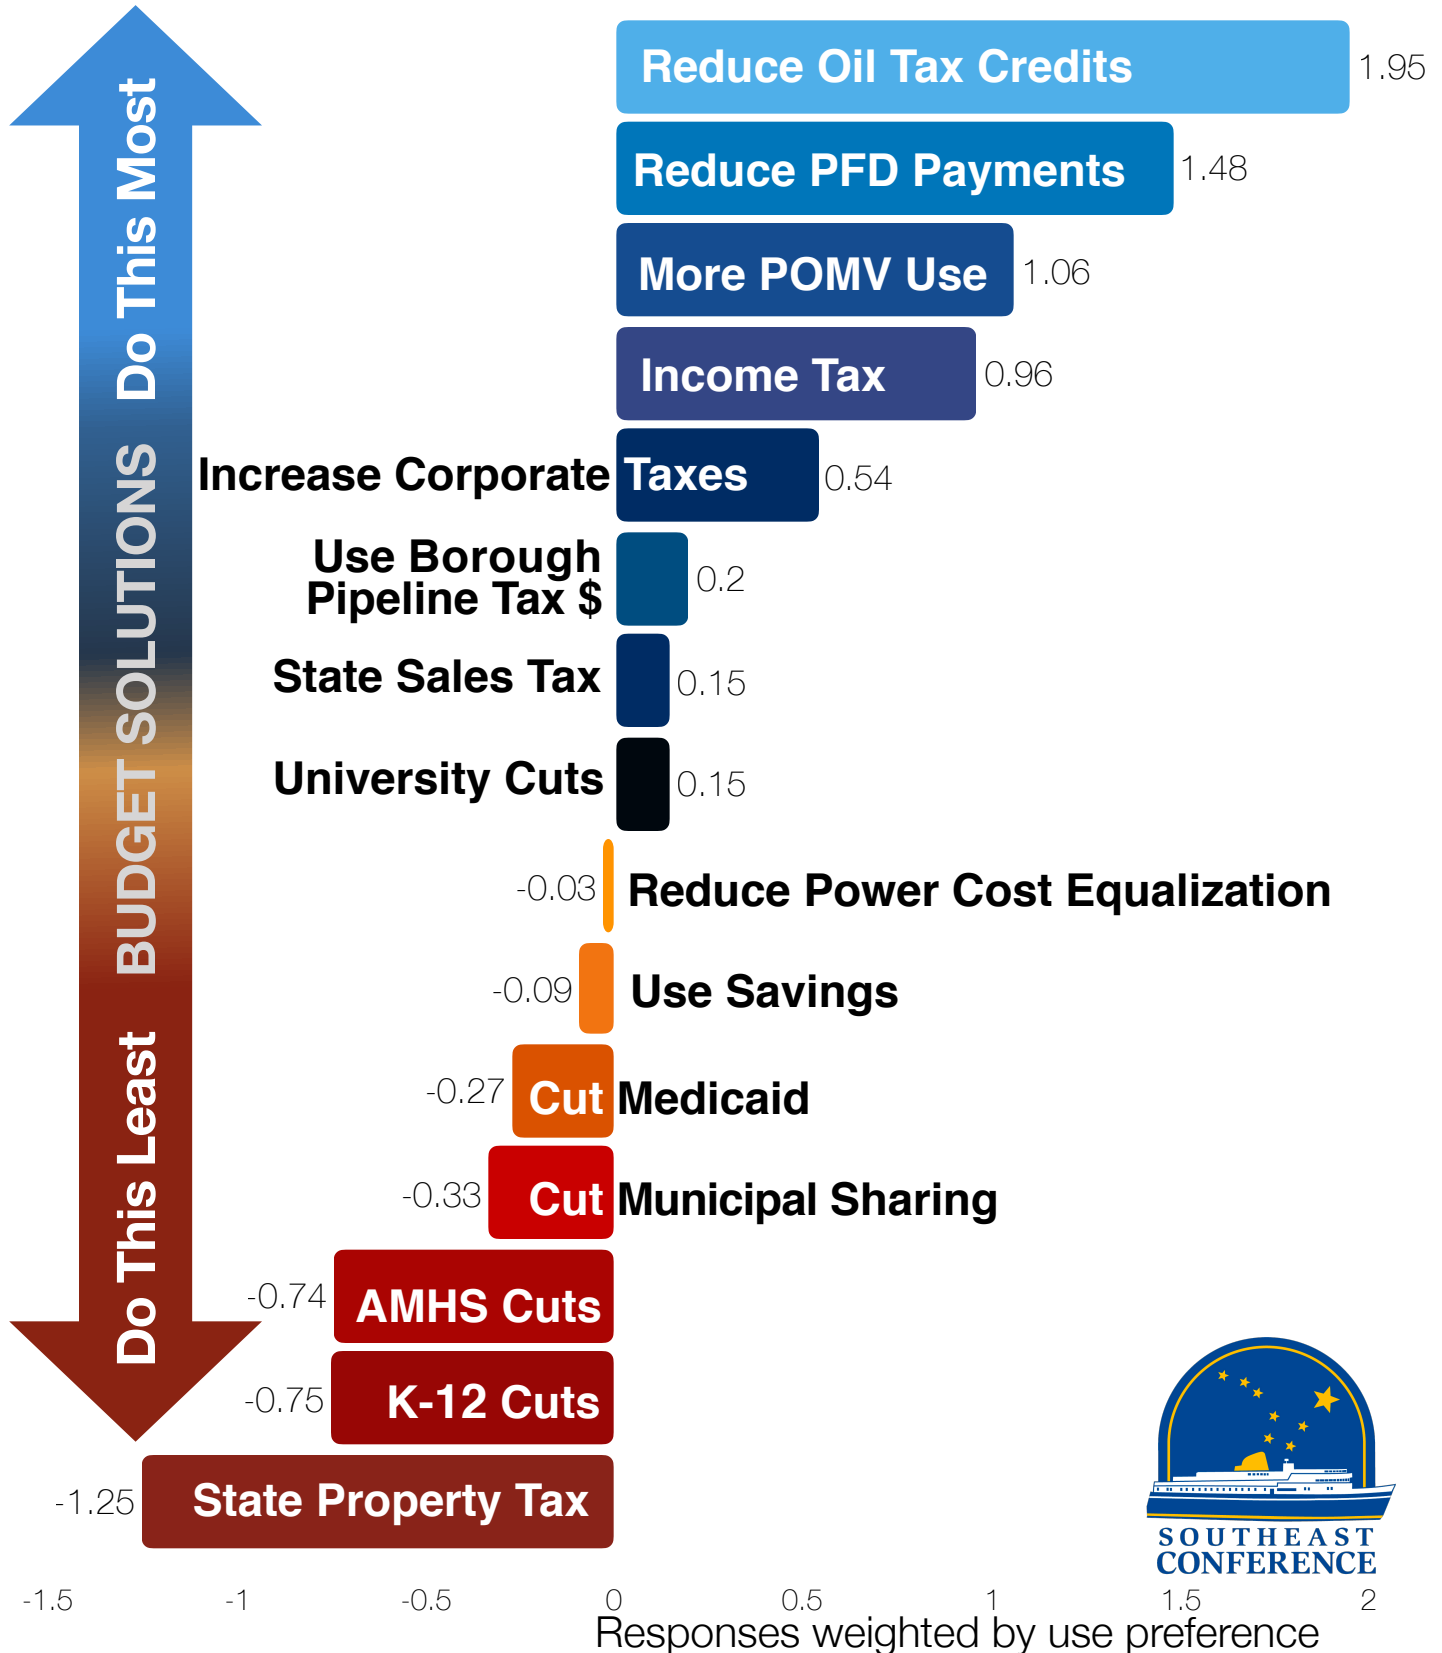 Do This Most
BUDGET SOLUTIONS
Do This Least
Reduce Oil Tax Credits 1.95
Reduce PFD Payments 1.48
More POMV Use 1.06
Income Tax 0.96
Increase Corporate Taxes 0.54
Use Borough
Pipeline Tax $ 0.2
State Sales Tax 0.15
University Cuts 0.15
-0.03 Reduce Power Cost Equalization
-0.09 Use Savings
-0.27 Cut Medicaid
-0.33 Cut Municipal Sharing
-0.74 AMHS Cuts
-0.75 K-12 Cuts
-1.25 State Property Tax
SOUTHEAST
CONFERENCE
-1.5 -1 -0.5 0 0.5 1 1.5 2
Responses weighted by use preference